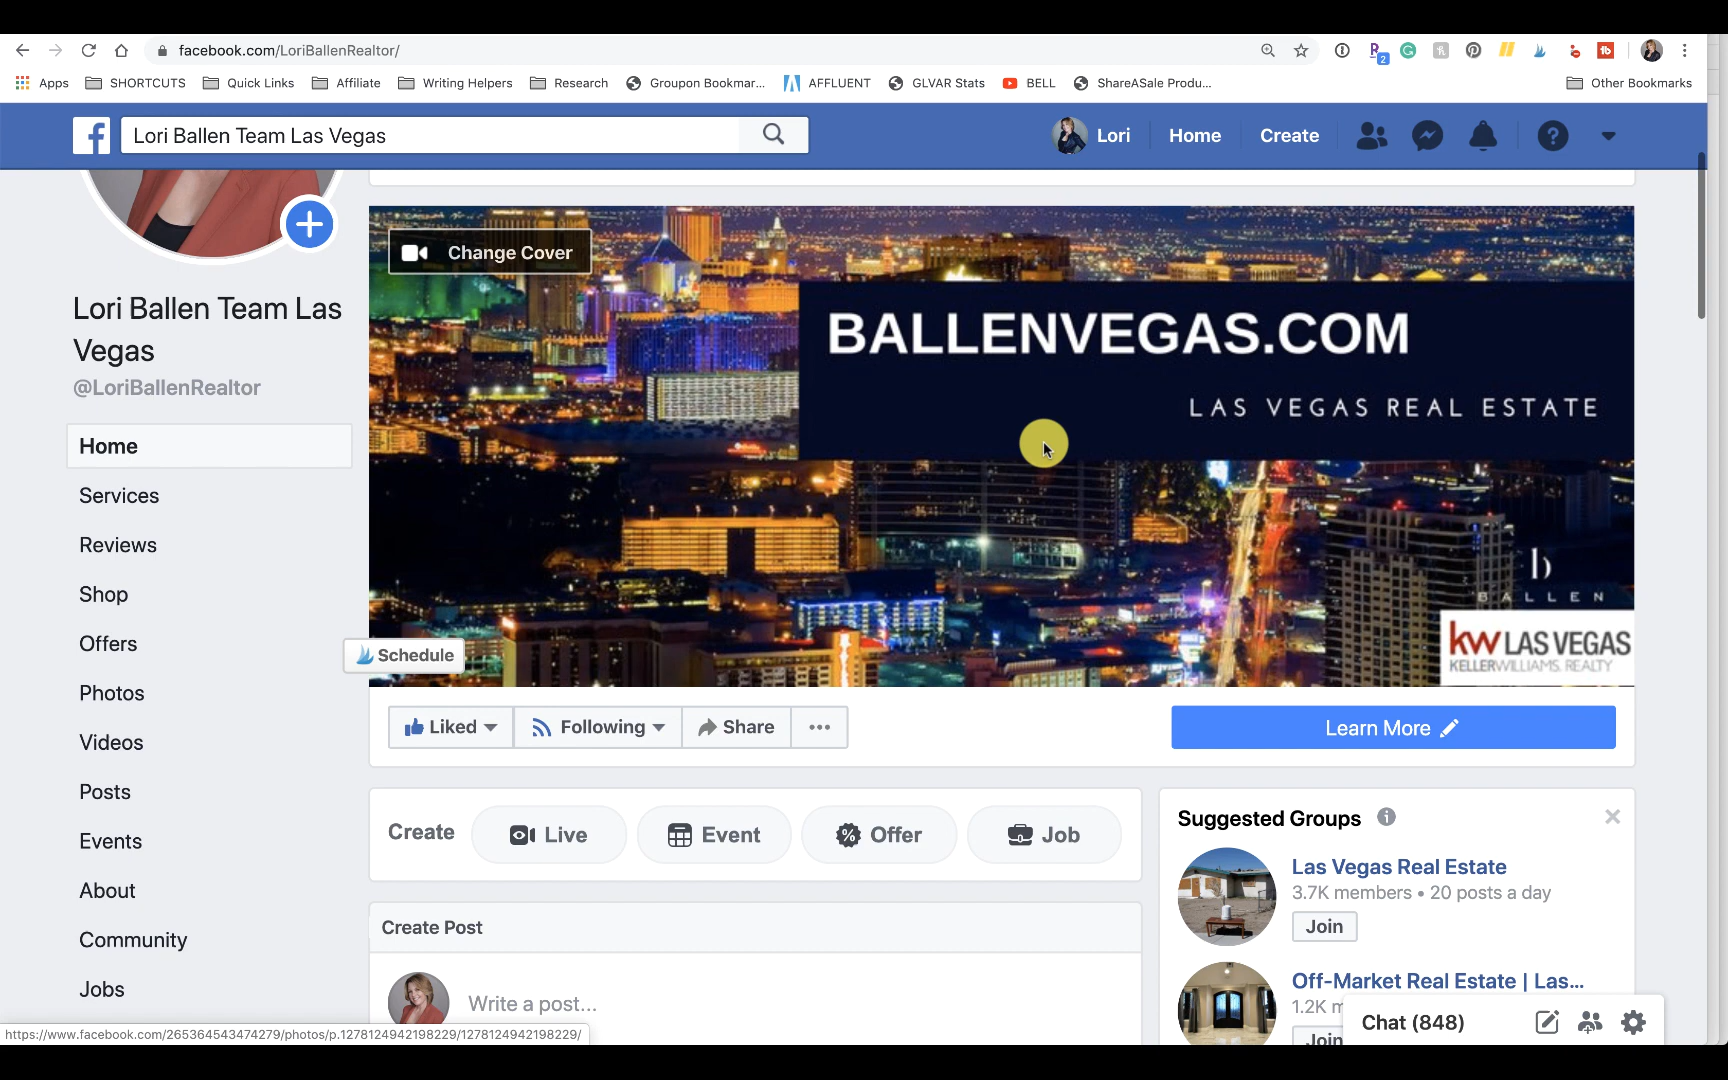 facebook.com/LoriBallenRealtor/
2
Apps
SHORTCUTS
Quick Links
Affiliate
Writing Helpers
Research
Groupon Bookmar...
AFFLUENT
GLVAR Stats
BELL
ShareASale Produ...
Other Bookmarks
Lori Ballen Team Las Vegas
Lori
Home
Create
Change Cover
BALLENVEGAS.COM
LAS VEGAS REAL ESTATE
b
BALLEN
kw LAS VEGAS
KELLERWILLIAMS. REALTY
Lori Ballen Team Las
Vegas
@LoriBallenRealtor
Home
Services
Reviews
Shop
Offers
Photos
Videos
Posts
Events
About
Community
Jobs
Schedule
Liked
Following
Share
Learn More
Create
Live
Event
Offer
Job
Create Post
Write a post...
Suggested Groups
Las Vegas Real Estate
3.7K members • 20 posts a day
Join
Off-Market Real Estate | Las...
1.2K m
Join
Chat (848)
https://www.facebook.com/265364543474279/photos/p.1278124942198229/1278124942198229/